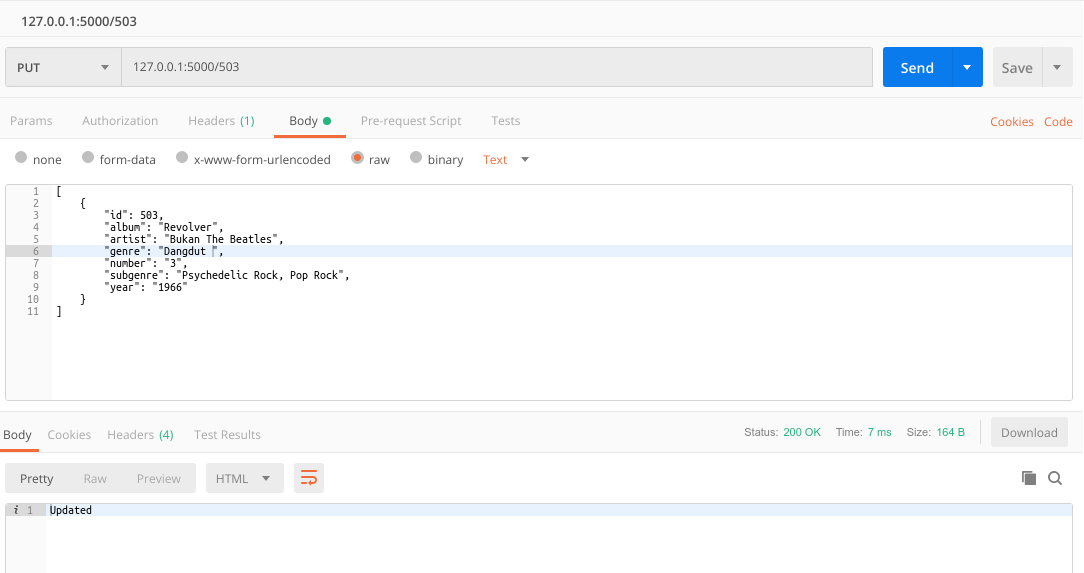 127.0.0.1:5000/503
PUT 127.0.0.1:5000/503 Send Save
Params Authorization Headers (1) Body Pre-request Script Tests Cookies Code
none form-data x-www-form-urlencoded raw binary Text
1 [
2 {
3 "id": 503,
4 "album": "Revolver",
5 "artist": "Bukan The Beatles",
6 "genre": "Dangdut ",
7 "number": "3",
8 "subgenre": "Psychedelic Rock, Pop Rock",
9 "year": "1966"
10 }
11 ]
Body Cookies Headers (4) Test Results Status: 200 OK Time: 7 ms Size: 164 B Download
Pretty Raw Preview HTML
i 1 Updated